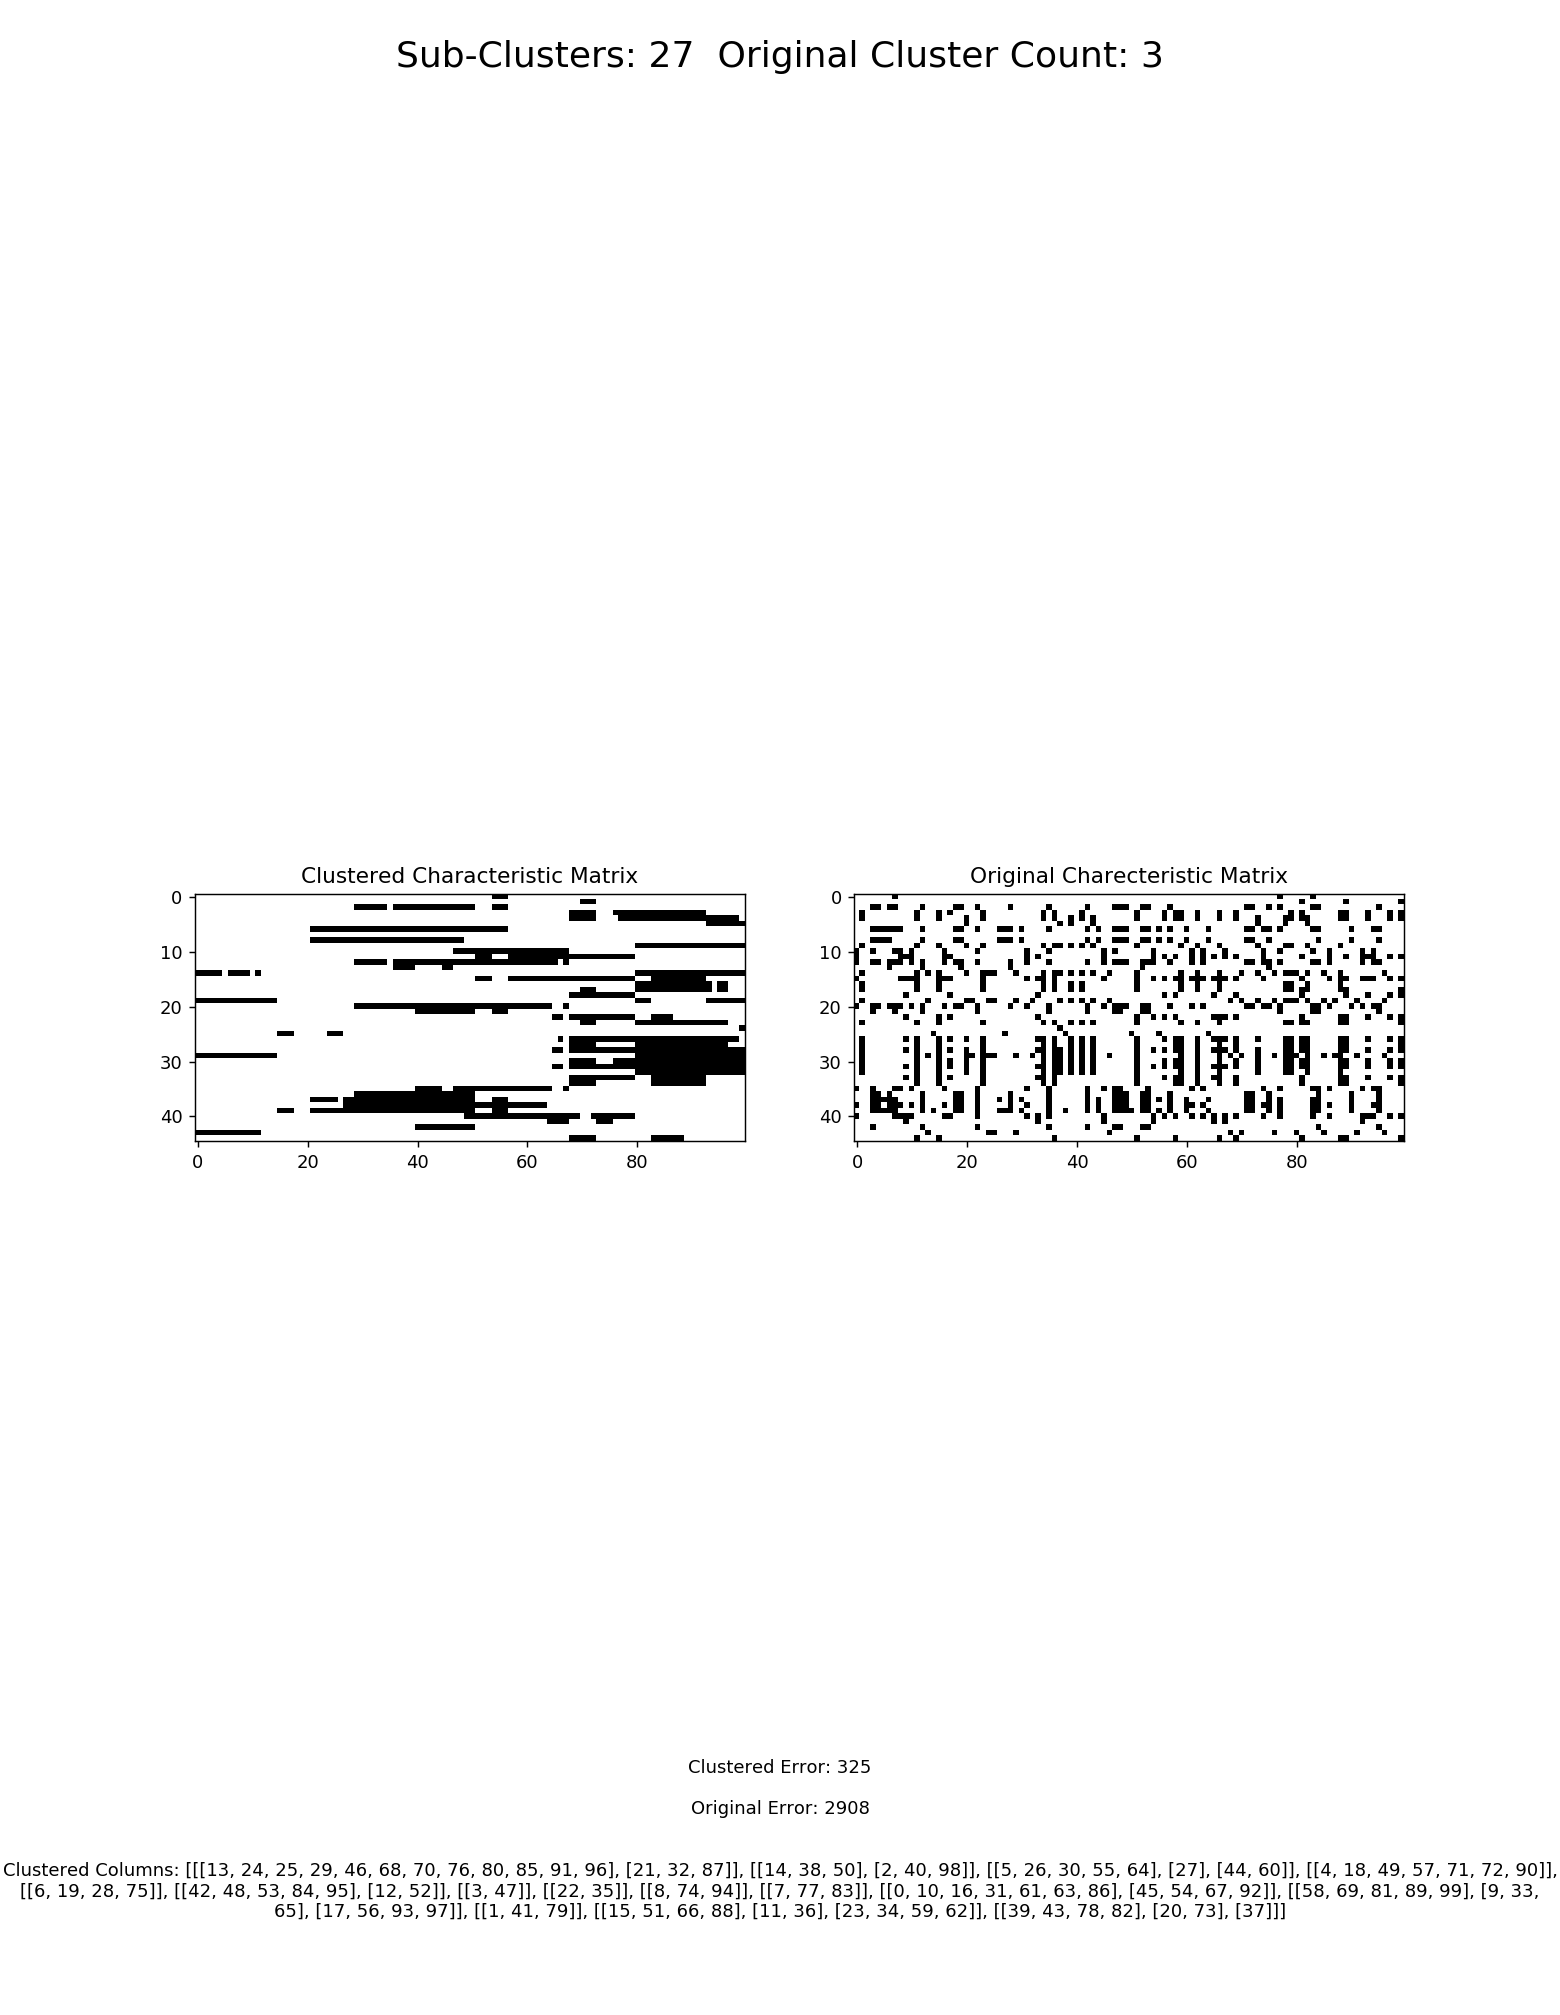 Sub-Clusters: 27  Original Cluster Count: 3
Clustered Characteristic Matrix
0
10
20
30
40
0 20 40 60 80
Original Charecteristic Matrix
0
10
20
30
40
0 20 40 60 80
Clustered Error: 325
Original Error: 2908
Clustered Columns: [[[13, 24, 25, 29, 46, 68, 70, 76, 80, 85, 91, 96], [21, 32, 87]], [[14, 38, 50], [2, 40, 98]], [[5, 26, 30, 55, 64], [27], [44, 60]], [[4, 18, 49, 57, 71, 72, 90]],
[[6, 19, 28, 75]], [[42, 48, 53, 84, 95], [12, 52]], [[3, 47]], [[22, 35]], [[8, 74, 94]], [[7, 77, 83]], [[0, 10, 16, 31, 61, 63, 86], [45, 54, 67, 92]], [[58, 69, 81, 89, 99], [9, 33,
65], [17, 56, 93, 97]], [[1, 41, 79]], [[15, 51, 66, 88], [11, 36], [23, 34, 59, 62]], [[39, 43, 78, 82], [20, 73], [37]]]